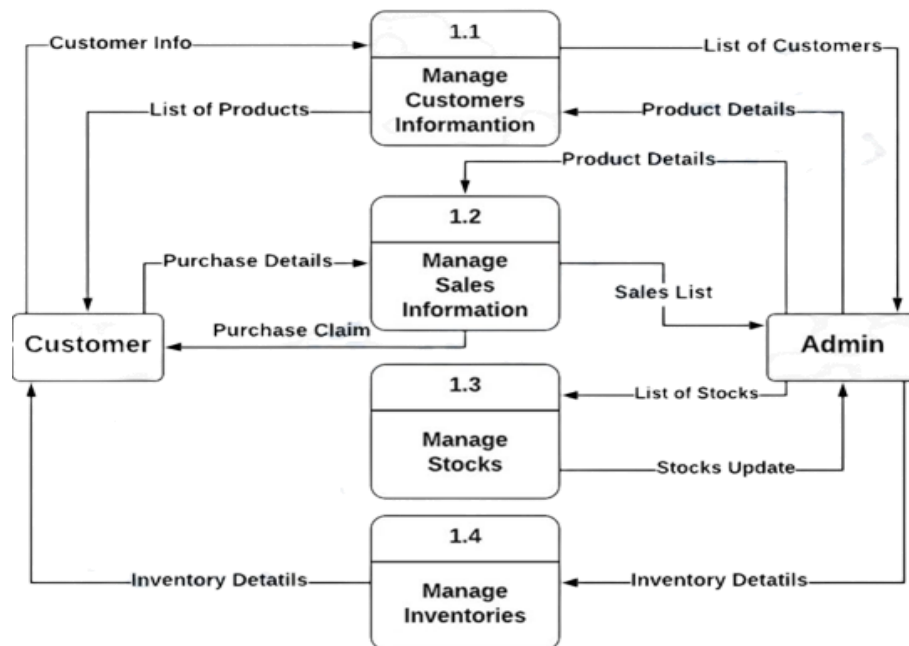 1.1
Customer Info
List of Customers
Manage
Customers
Informantion
List of Products
Product Details
Product Details
1.2
Purchase Details
Manage
Sales
Information
Sales List
Purchase Claim
Customer
Admin
1.3
List of Stocks
Manage
Stocks
Stocks Update
1.4
Inventory Detatils
Inventory Detatils
Manage
Inventories